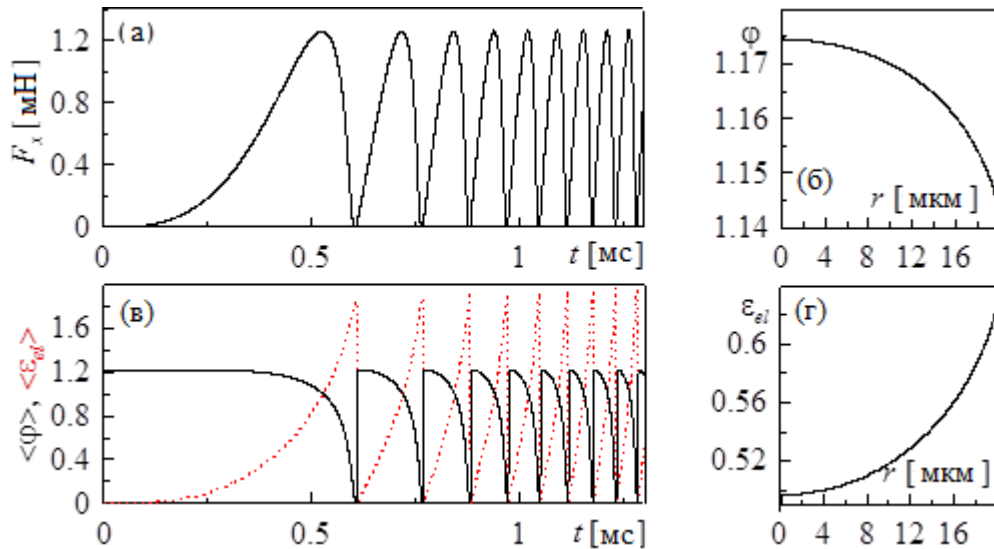 (а)
F_x [мН]
1.2
0.8
0.4
0
0 0.5 1 t [мс]
φ
1.17
1.16
1.15
1.14
(б)
r [мкм]
0 4 8 12 16
(в)
<φ>, <ε_el>
1.6
1.2
0.8
0.4
0
0 0.5 1 t [мс]
ε_el
(г)
0.6
0.56
0.52
r [мкм]
0 4 8 12 16